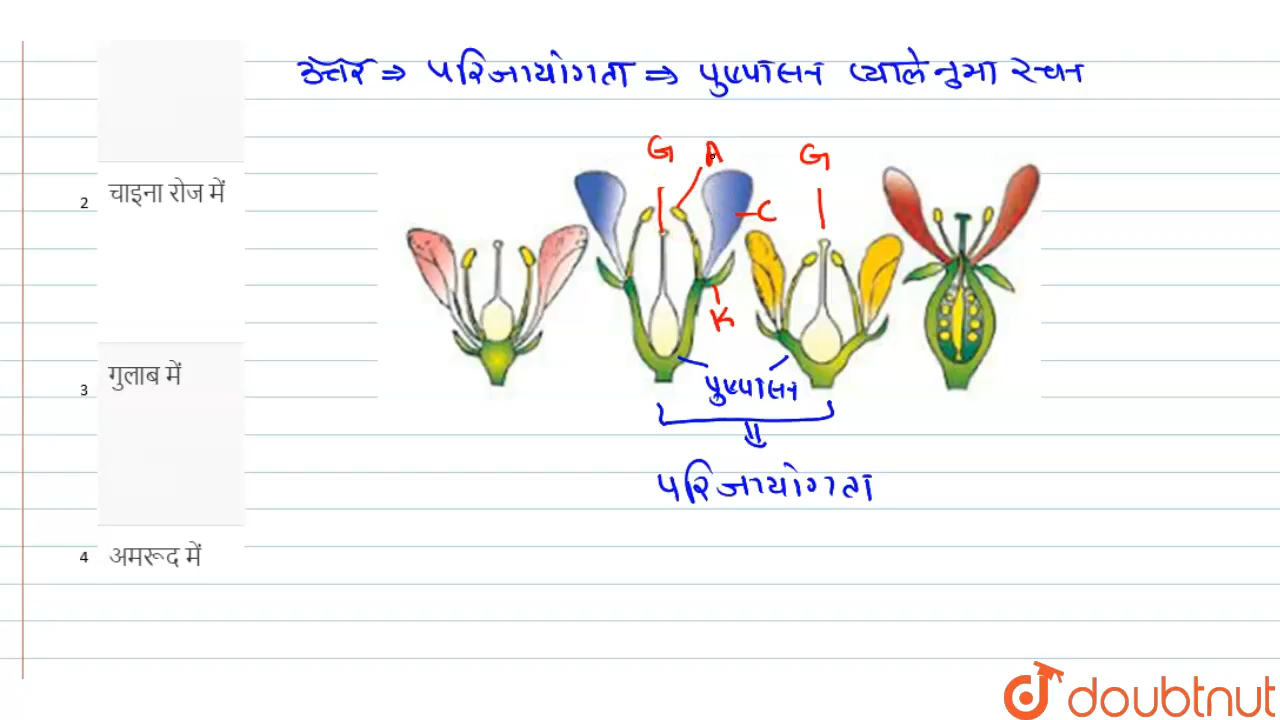 उत्तर ⇒ परिजायोगता ⇒ पुष्पासन प्यालेनुमा रचन
G A G
2 चाइना रोज में
C
K
3 गुलाब में
पुष्पासन
परिजायोगता
4 अमरूद में
doubtnut